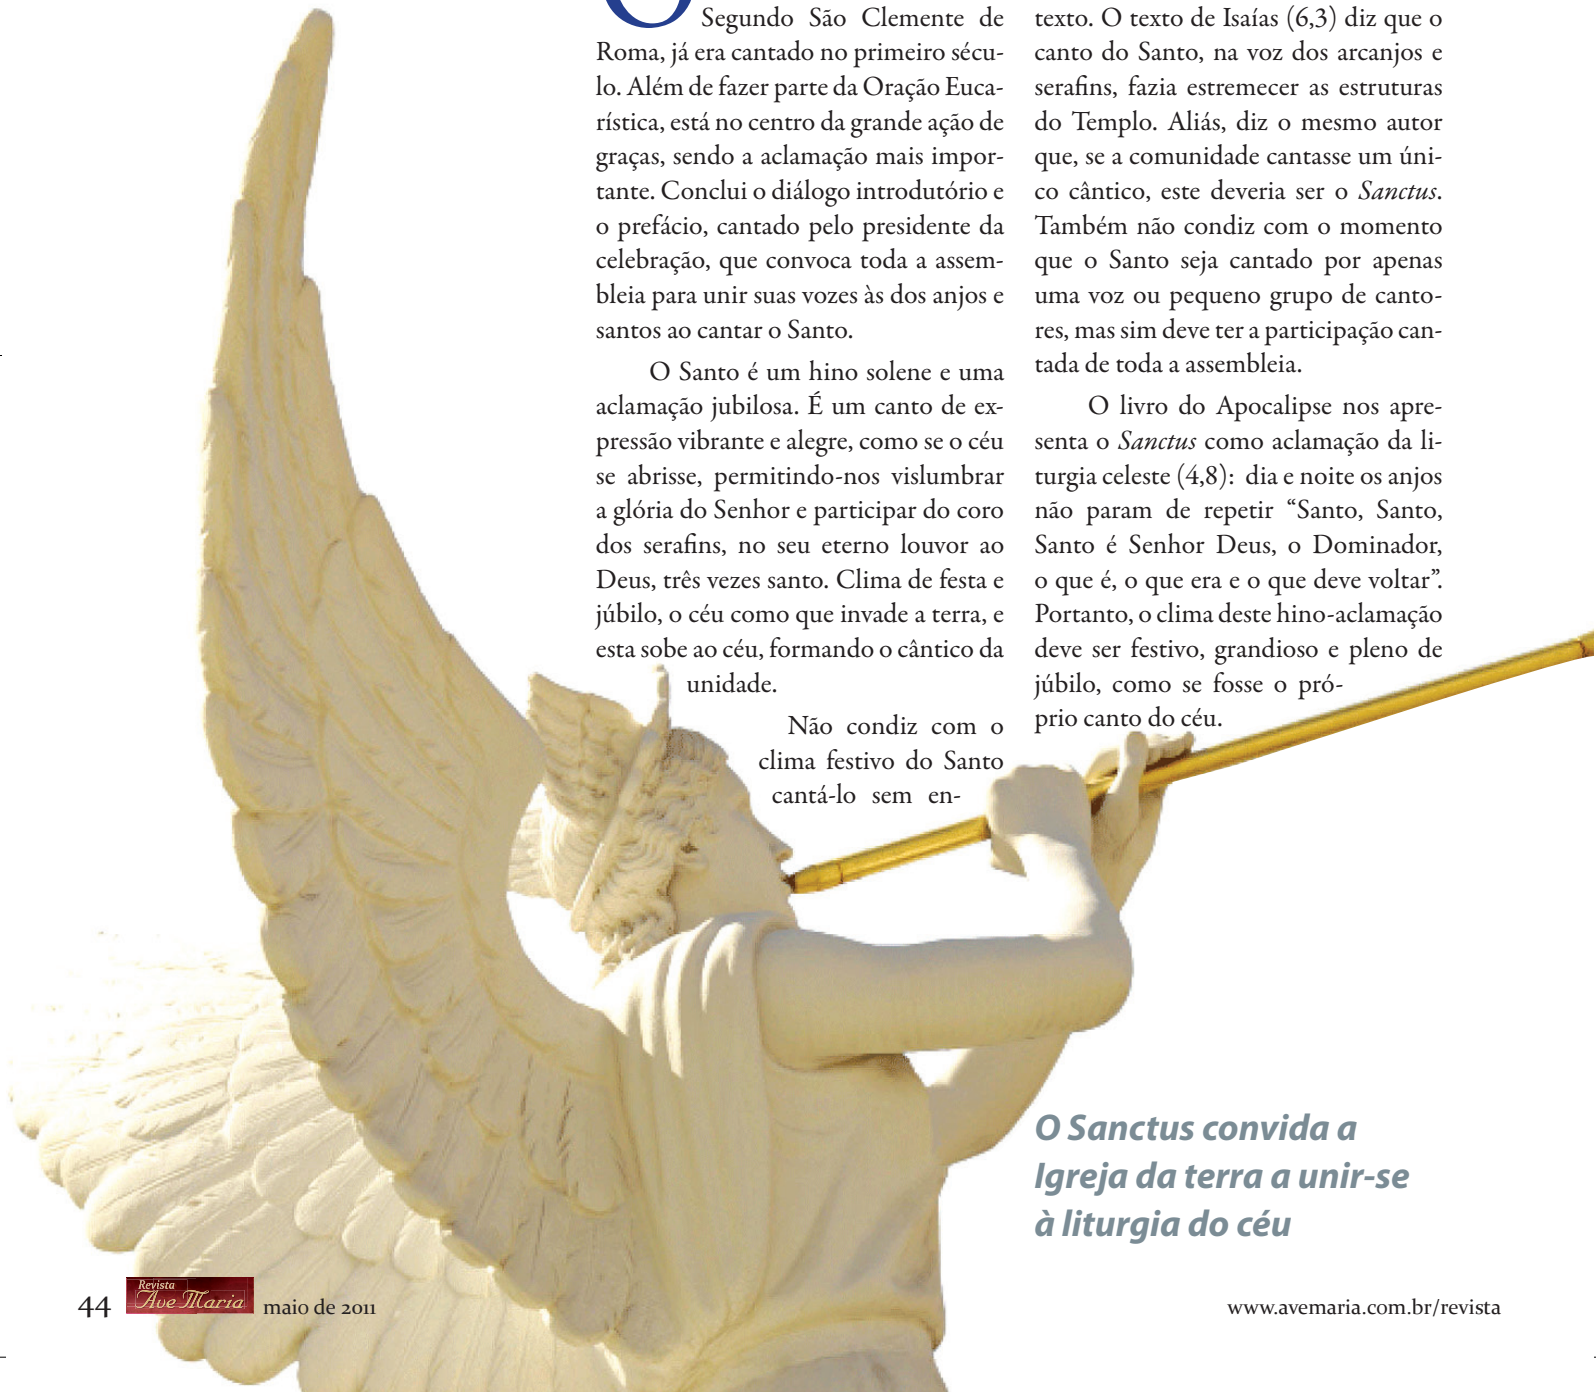 O
Segundo São Clemente de
Roma, já era cantado no primeiro sécu-
lo. Além de fazer parte da Oração Euca-
rística, está no centro da grande ação de
graças, sendo a aclamação mais impor-
tante. Conclui o diálogo introdutório e
o prefácio, cantado pelo presidente da
celebração, que convoca toda a assem-
bleia para unir suas vozes às dos anjos e
santos ao cantar o Santo.
O Santo é um hino solene e uma
aclamação jubilosa. É um canto de ex-
pressão vibrante e alegre, como se o céu
se abrisse, permitindo-nos vislumbrar
a glória do Senhor e participar do coro
dos serafins, no seu eterno louvor ao
Deus, três vezes santo. Clima de festa e
júbilo, o céu como que invade a terra, e
esta sobe ao céu, formando o cântico da
unidade.
Não condiz com o
clima festivo do Santo
cantá-lo sem en-
texto. O texto de Isaías (6,3) diz que o
canto do Santo, na voz dos arcanjos e
serafins, fazia estremecer as estruturas
do Templo. Aliás, diz o mesmo autor
que, se a comunidade cantasse um úni-
co cântico, este deveria ser o Sanctus.
Também não condiz com o momento
que o Santo seja cantado por apenas
uma voz ou pequeno grupo de canto-
res, mas sim deve ter a participação can-
tada de toda a assembleia.
O livro do Apocalipse nos apre-
senta o Sanctus como aclamação da li-
turgia celeste (4,8): dia e noite os anjos
não param de repetir “Santo, Santo,
Santo é Senhor Deus, o Dominador,
o que é, o que era e o que deve voltar”.
Portanto, o clima deste hino-aclamação
deve ser festivo, grandioso e pleno de
júbilo, como se fosse o pró-
prio canto do céu.
O Sanctus convida a
Igreja da terra a unir-se
à liturgia do céu
44
Revista
Ave Maria
maio de 2011
www.avemaria.com.br/revista